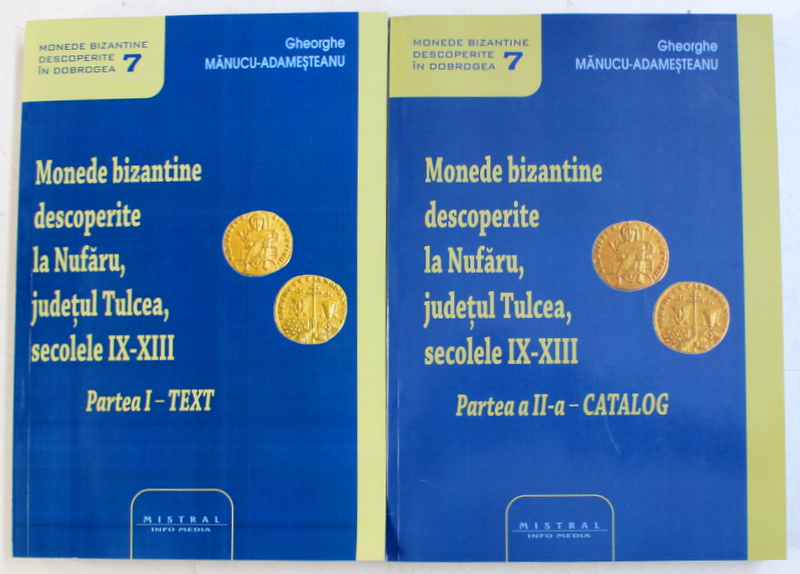 MONEDE BIZANTINE
DESCOPERITE
ÎN DOBROGEA 7
Gheorghe
MĂNUCU-ADAMEȘTEANU
Monede bizantine
descoperite
la Nufăru,
județul Tulcea,
secolele IX-XIII
Partea I – TEXT
MISTRAL
INFO MEDIA
MONEDE BIZANTINE
DESCOPERITE
ÎN DOBROGEA 7
Gheorghe
MĂNUCU-ADAMEȘTEANU
Monede bizantine
descoperite
la Nufăru,
județul Tulcea,
secolele IX-XIII
Partea a II-a – CATALOG
MISTRAL
INFO MEDIA